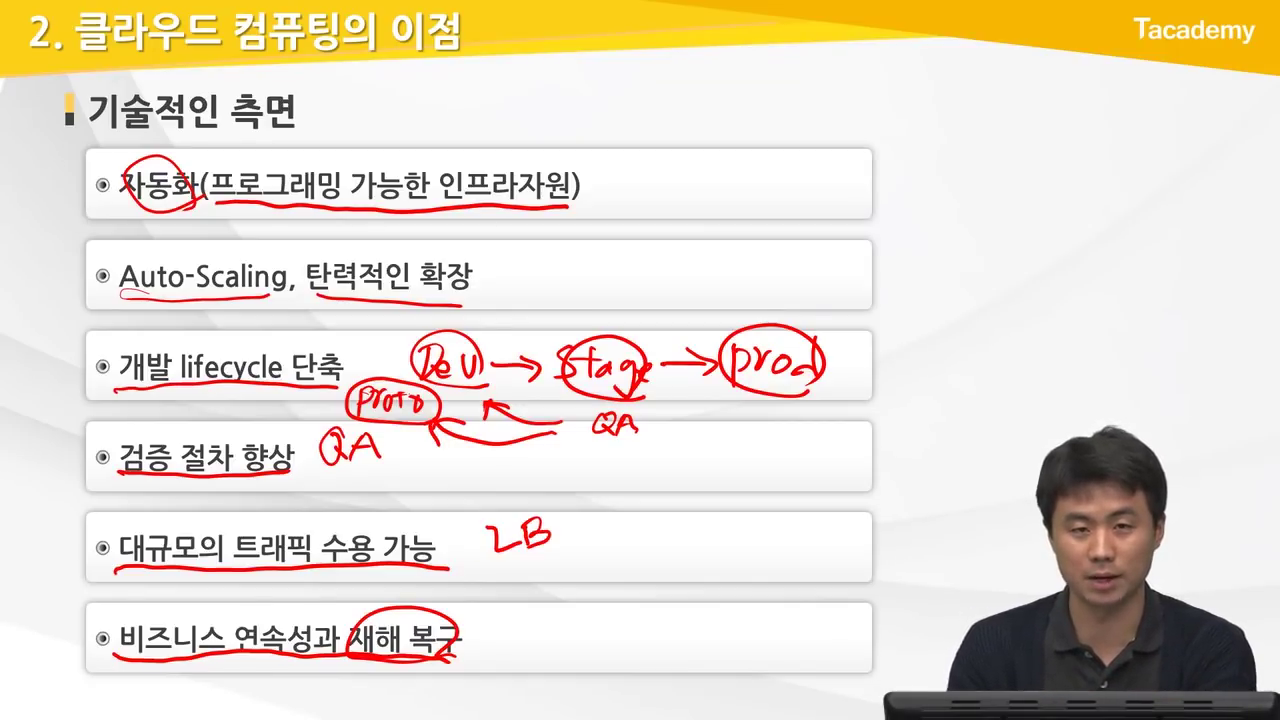 2. 클라우드 컴퓨팅의 이점
Tacademy
기술적인 측면
자동화(프로그래밍 가능한 인프라자원)
Auto-Scaling, 탄력적인 확장
개발 lifecycle 단축 Dev → Stage → prod
proto QA
검증 절차 향상 QA
대규모의 트래픽 수용 가능 LB
비즈니스 연속성과 재해 복구